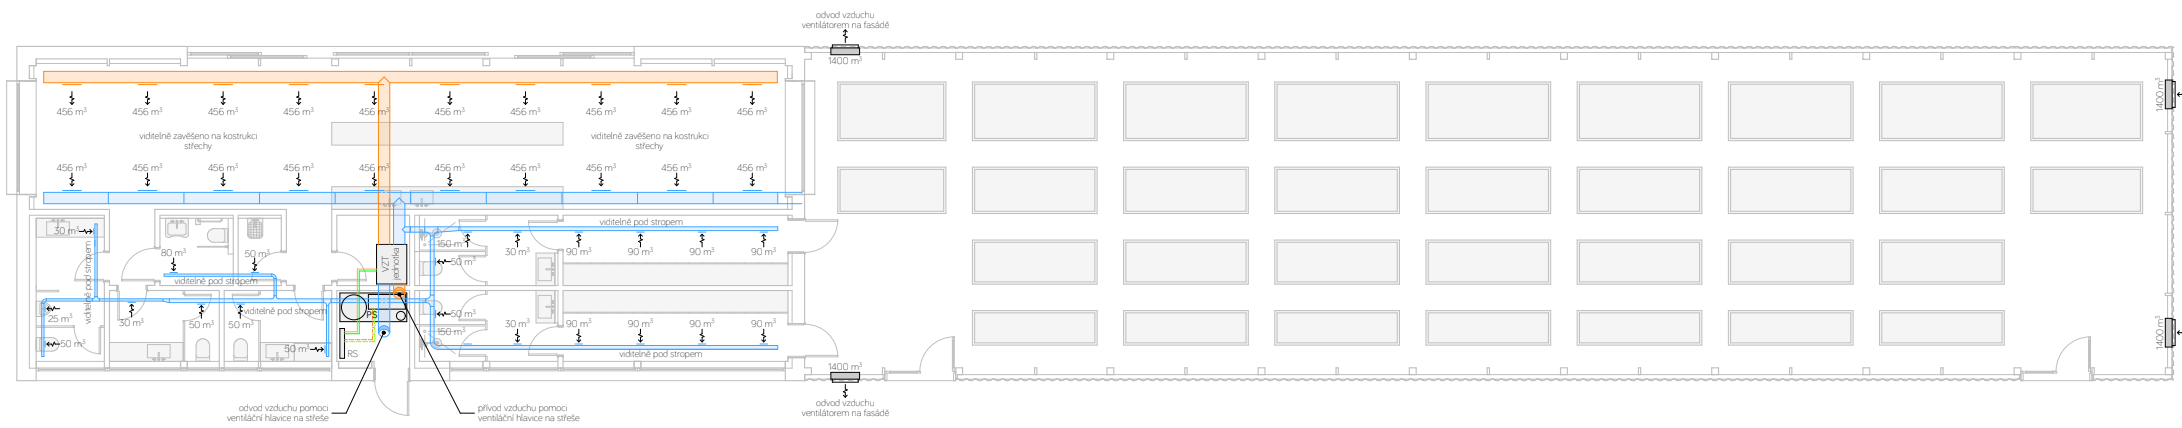 odvod vzduchu
ventilátorem na fasádě
1400 m³
1400 m³
456 m³ 456 m³ 456 m³ 456 m³ 456 m³ 456 m³ 456 m³ 456 m³ 456 m³ 456 m³
viditelně zavěšeno na kostrukci
střechy
viditelně zavěšeno na kostrukci
střechy
456 m³ 456 m³ 456 m³ 456 m³ 456 m³ 456 m³ 456 m³ 456 m³ 456 m³ 456 m³
viditelně pod stropem
30 m³
150 m³
80 m³
50 m³
30 m³ 90 m³ 90 m³ 90 m³ 90 m³
VZT
jednotka
50 m³
viditelně pod stropem
viditelně pod stropem
viditelně pod stropem
25 m³
30 m³
50 m³
50 m³
PS
50 m³
30 m³ 90 m³ 90 m³ 90 m³ 90 m³
150 m³
50 m³
50 m³
RS
viditelně pod stropem
1400 m³
1400 m³
odvod vzduchu pomoci
ventiláční hlavice na střeše
přívod vzduchu pomoci
ventiláční hlavice na střeše
odvod vzduchu
ventilátorem na fasádě